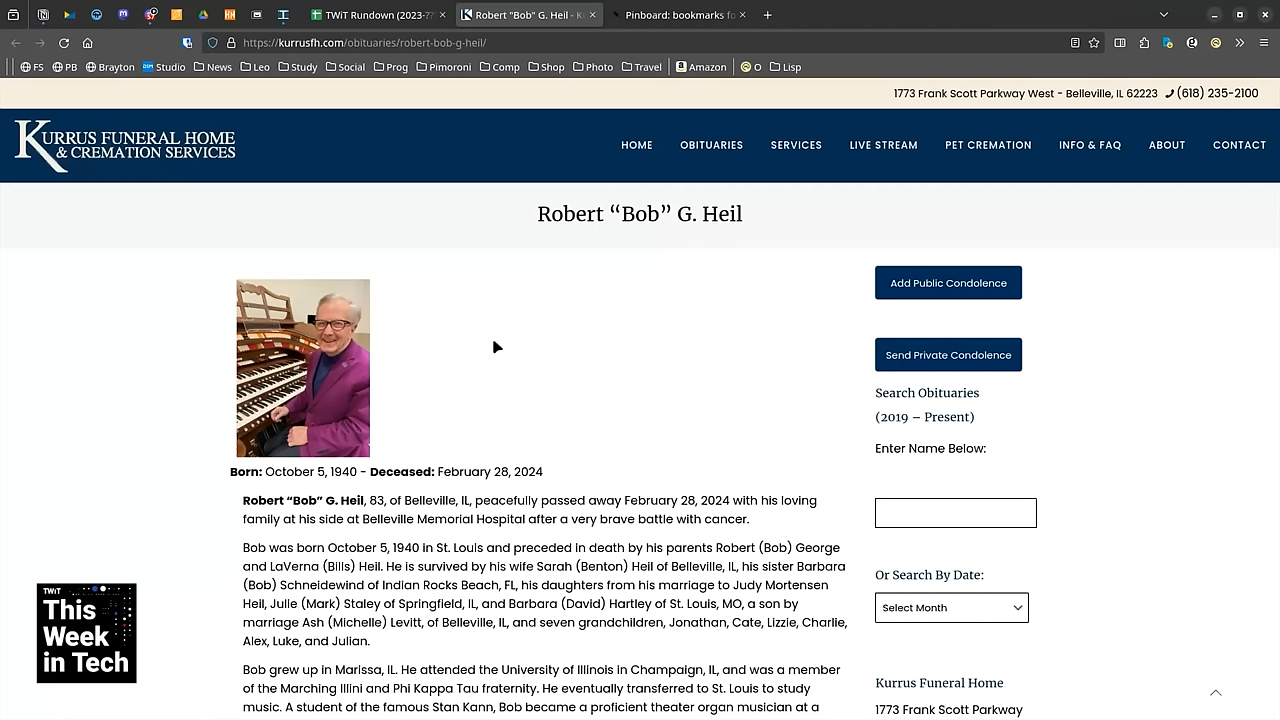 TWiT Rundown (2023-??
Robert "Bob" G. Heil - K
Pinboard: bookmarks fo
https://kurrusfh.com/obituaries/robert-bob-g-heil/
FS PB Brayton Studio News Leo Study Social Prog Pimoroni Comp Shop Photo Travel Amazon O Lisp
1773 Frank Scott Parkway West - Belleville, IL 62223 (618) 235-2100
KURRUS FUNERAL HOME
& CREMATION SERVICES
HOME OBITUARIES SERVICES LIVE STREAM PET CREMATION INFO & FAQ ABOUT CONTACT
Robert “Bob” G. Heil
Born: October 5, 1940 - Deceased: February 28, 2024
Robert “Bob” G. Heil, 83, of Belleville, IL, peacefully passed away February 28, 2024 with his loving
family at his side at Belleville Memorial Hospital after a very brave battle with cancer.
Bob was born October 5, 1940 in St. Louis and preceded in death by his parents Robert (Bob) George
and LaVerna (Bills) Heil. He is survived by his wife Sarah (Benton) Heil of Belleville, IL, his sister Barbara
(Bob) Schneidewind of Indian Rocks Beech, FL, his daughters from his marriage to Judy Mortensen
Heil, Julie (Mark) Staley of Springfield, IL, and Barbara (David) Hartley of St. Louis, MO, a son by
marriage Ash (Michelle) Levitt, of Belleville, IL, and seven grandchildren, Jonathan, Cate, Lizzie, Charlie,
Alex, Luke, and Julian.
Bob grew up in Marissa, IL. He attended the University of Illinois in Champaign, IL, and was a member
of the Marching Illini and Phi Kappa Tau fraternity. He eventually transferred to St. Louis to study
music. A student of the famous Stan Kann, Bob became a proficient theater organ musician at a
Add Public Condolence
Send Private Condolence
Search Obituaries
(2019 – Present)
Enter Name Below:
Or Search By Date:
Select Month
Kurrus Funeral Home
1773 Frank Scott Parkway
TWiT
This
Week
in Tech